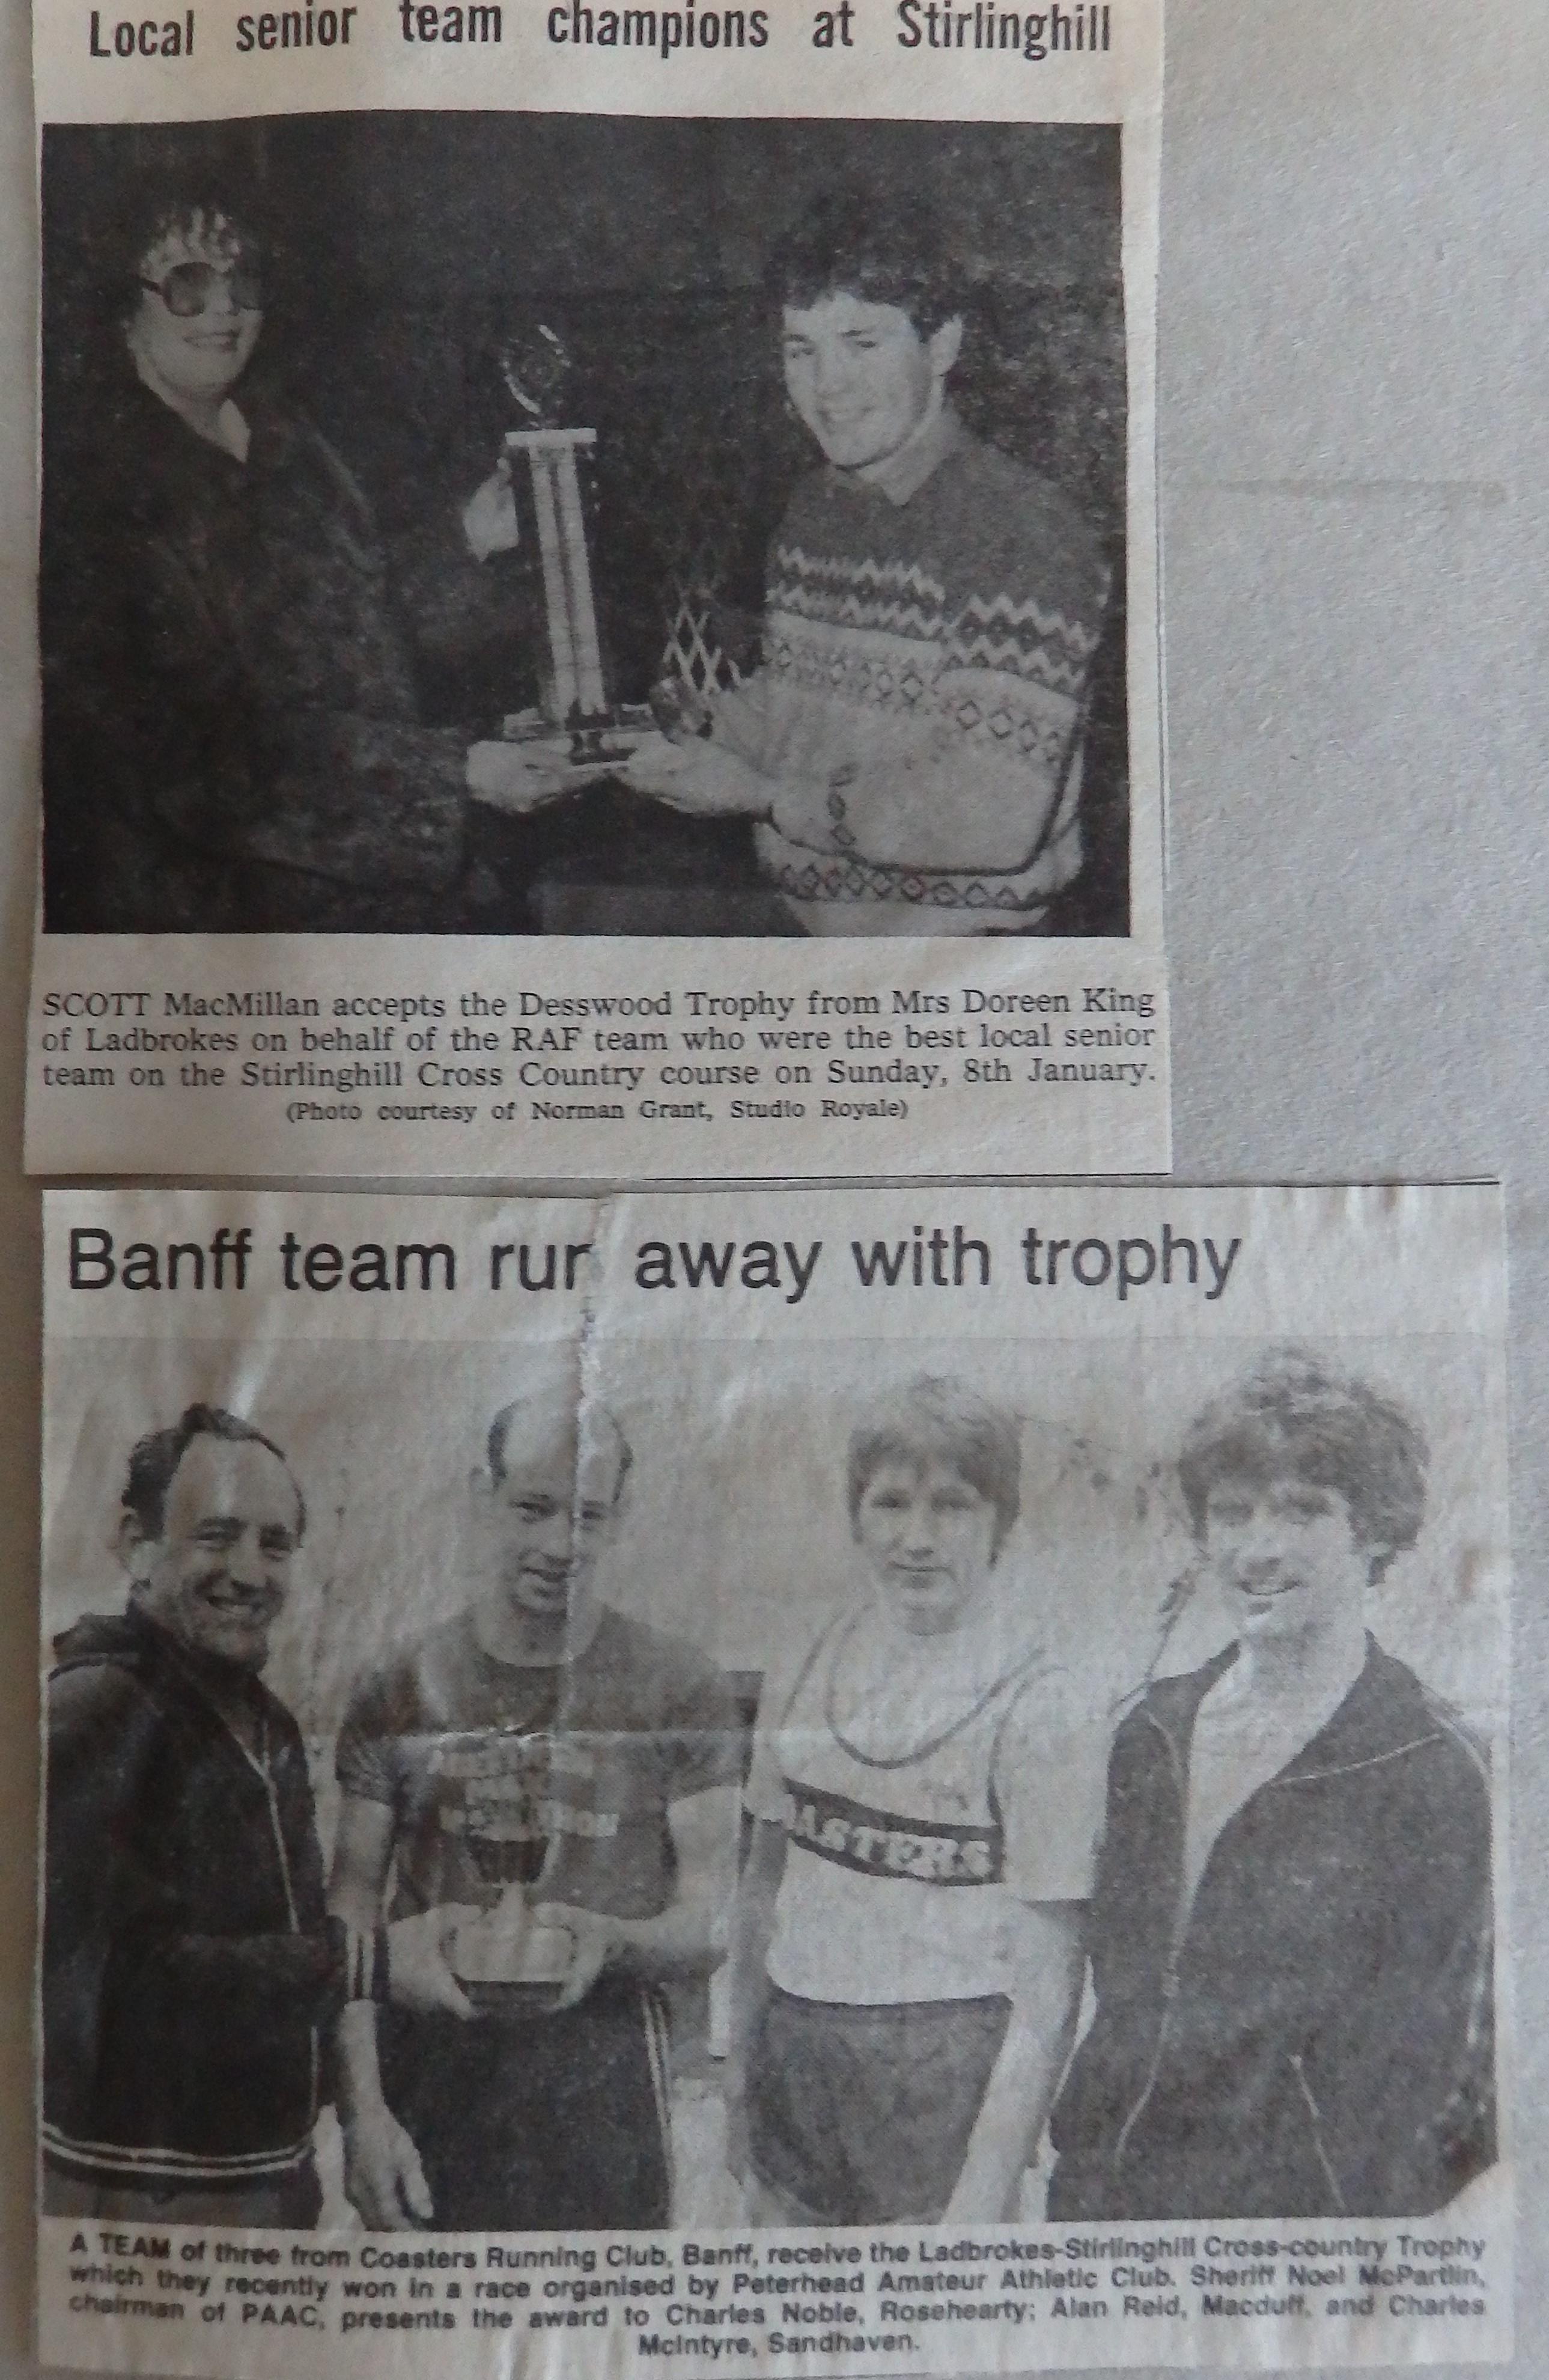 Local senior team champions at Stirlinghill
SCOTT MacMillan accepts the Desswood Trophy from Mrs Doreen King
of Ladbrokes on behalf of the RAF team who were the best local senior
team on the Stirlinghill Cross Country course on Sunday, 8th January.
(Photo courtesy of Norman Grant, Studio Royale)
Banff team run away with trophy
MASTERS
A TEAM of three from Coasters Running Club, Banff, receive the Ladbrokes-Stirlinghill Cross-country Trophy
which they recently won in a race organised by Peterhead Amateur Athletic Club. Sheriff Noel McPartlin,
chairman of PAAC, presents the award to Charles Noble, Rosehearty; Alan Reid, Macduff, and Charles
McIntyre, Sandhaven.